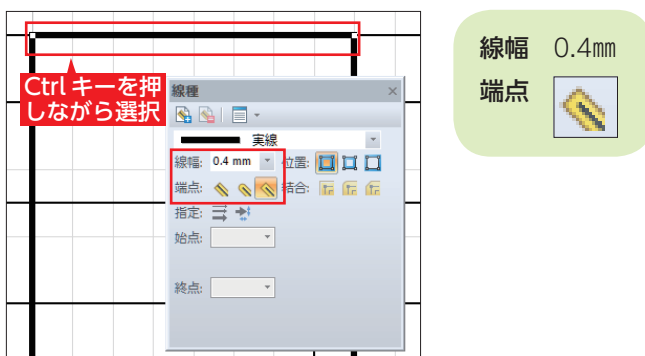 Ctrl キーを押
しながら選択
線種
実線
線幅: 0.4 mm 位置:
端点: 結合:
指定:
始点:
終点:
線幅 0.4㎜
端点